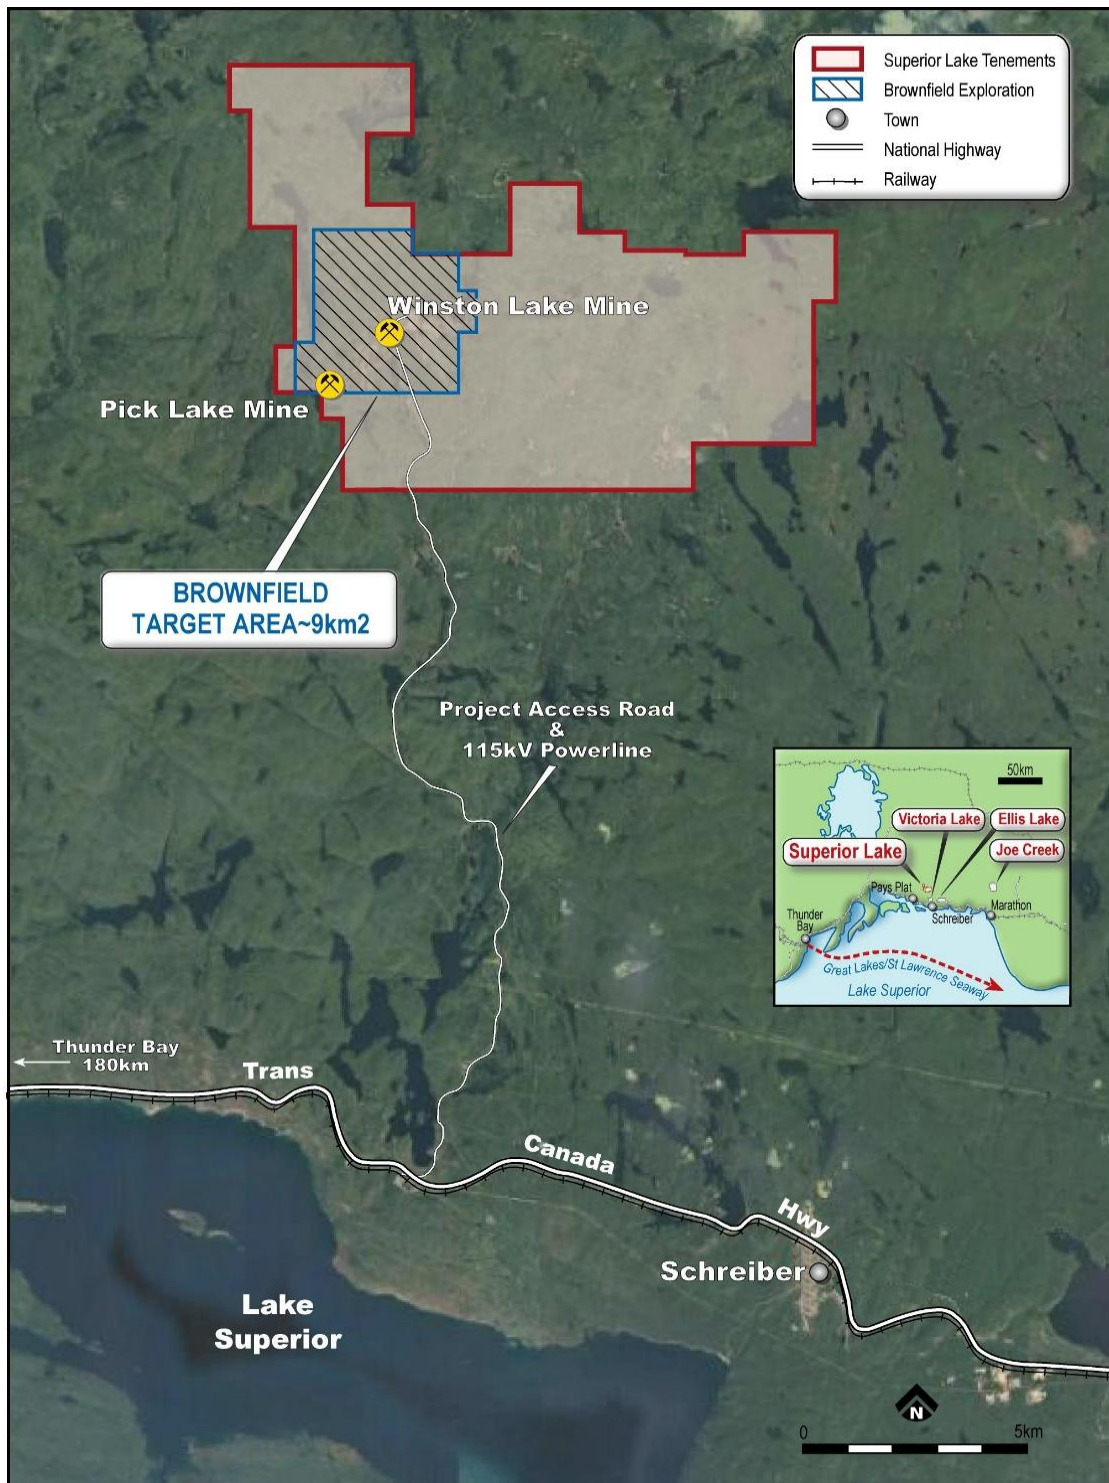 Superior Lake Tenements
Brownfield Exploration
Town
National Highway
Railway
Winston Lake Mine
Pick Lake Mine
BROWNFIELD
TARGET AREA~9km2
Project Access Road
&
115kV Powerline
50km
Victoria Lake
Ellis Lake
Superior Lake
Joe Creek
Pays Plat
Schreiber
Marathon
Thunder
Bay
Great Lakes/St Lawrence Seaway
Lake Superior
Thunder Bay
180km
Trans
Canada
Hwy
Schreiber
Lake
Superior
N
0
5km